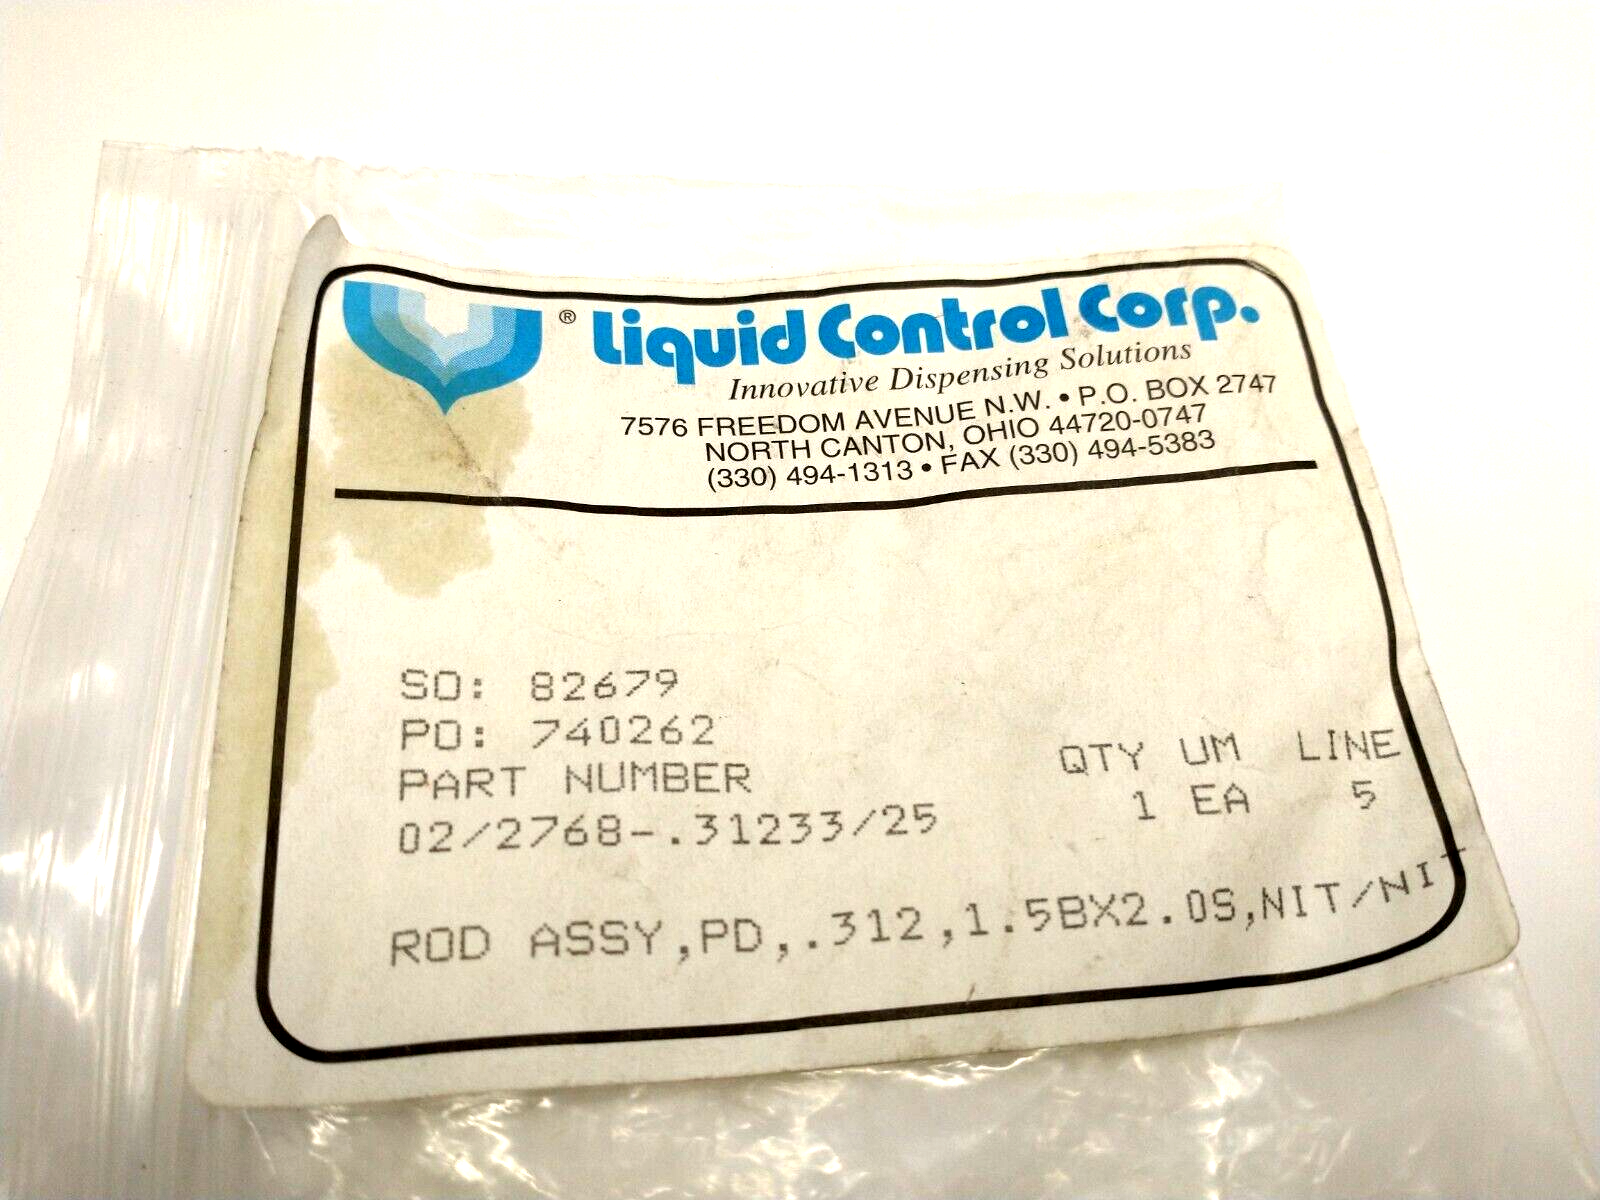 ® Liquid Control Corp.
Innovative Dispensing Solutions
7576 FREEDOM AVENUE N.W. • P.O. BOX 2747
NORTH CANTON, OHIO 44720-0747
(330) 494-1313 • FAX (330) 494-5383
SO: 82679
PO: 740262
PART NUMBER QTY UM LINE
02/2768-.31233/25 1 EA 5
ROD ASSY,PD,.312,1.5BX2.0S,NIT/NIT